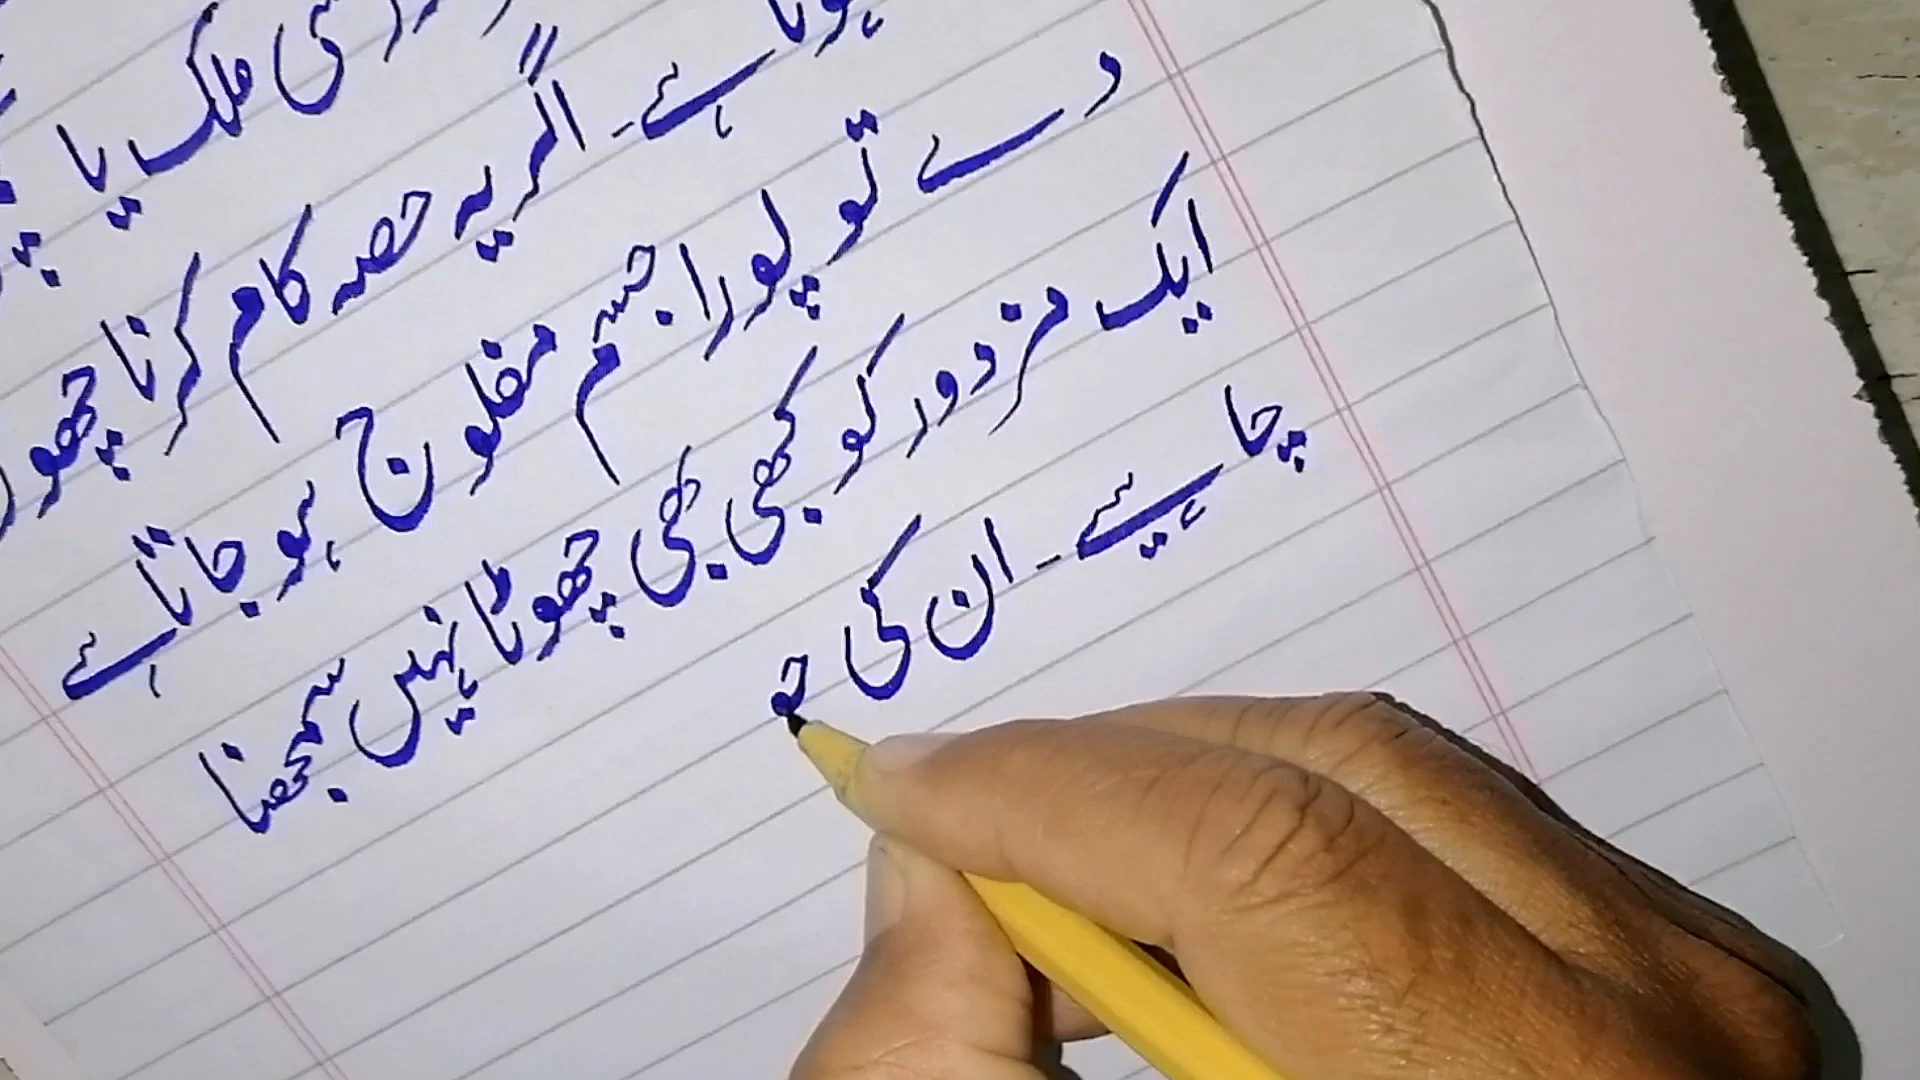 ملک یا
ہوتا ہے۔ اگر یہ حصہ کام کرنا چھوڑ
دے تو پورا جسم مفلوج ہو جاتا ہے
ایک مزدور کو کبھی بھی چھوٹا نہیں سمجھنا
چاہیے۔ ان کی